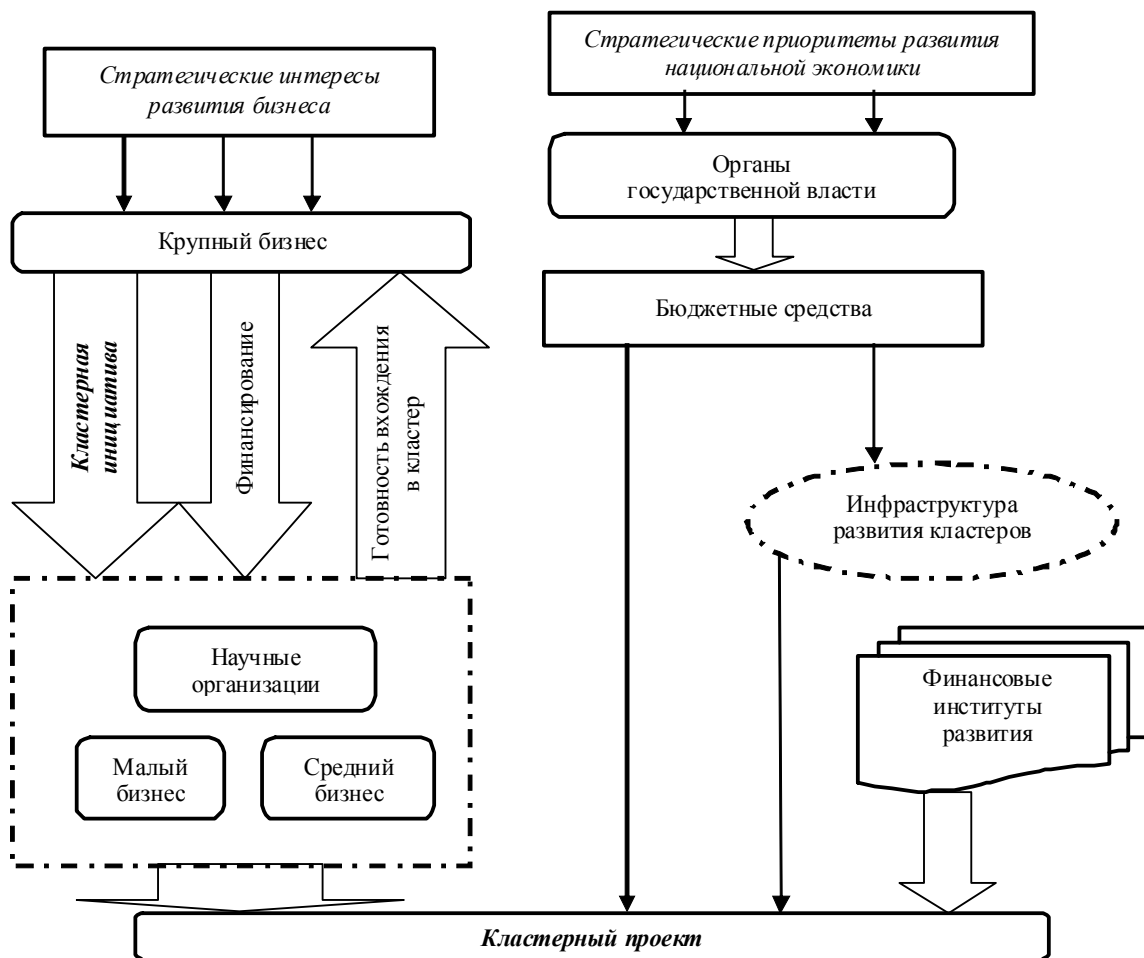 Стратегические интересы
развития бизнеса
Стратегические приоритеты развития
национальной экономики
Органы
государственной власти
Крупный бизнес
Бюджетные средства
Кластерная
инициатива
Финансирование
Готовность вхождения
в кластер
Инфраструктура
развития кластеров
Научные
организации
Малый
бизнес
Средний
бизнес
Финансовые
институты
развития
Кластерный проект